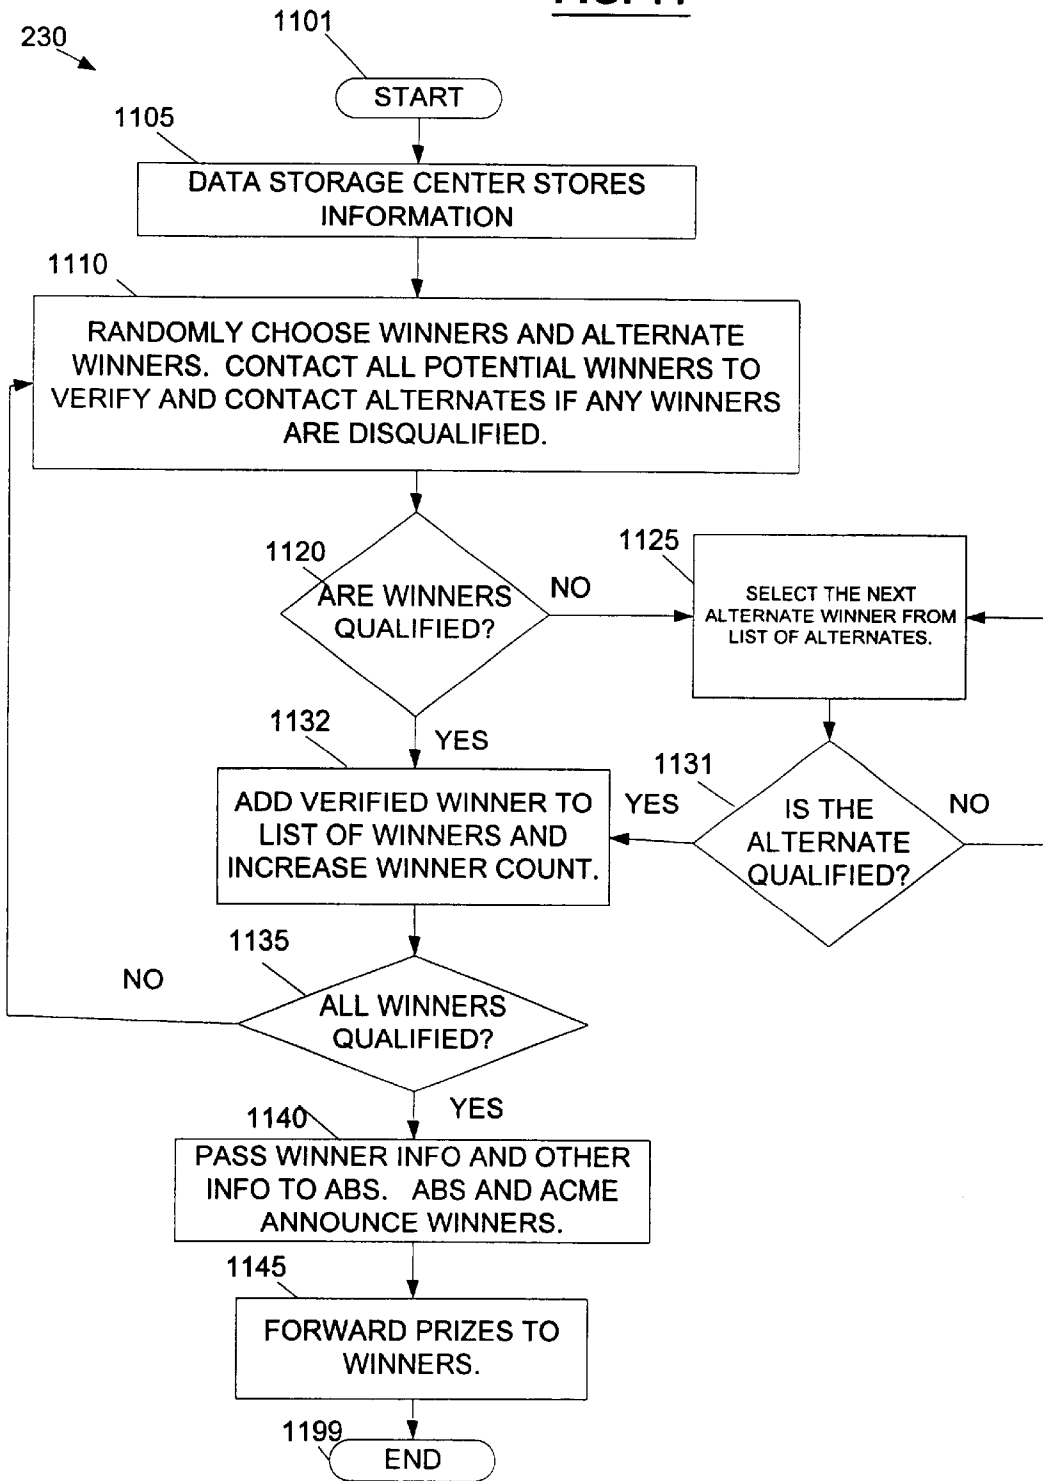 230
1101
START
1105
DATA STORAGE CENTER STORES
INFORMATION
1110
RANDOMLY CHOOSE WINNERS AND ALTERNATE
WINNERS. CONTACT ALL POTENTIAL WINNERS TO
VERIFY AND CONTACT ALTERNATES IF ANY WINNERS
ARE DISQUALIFIED.
1120
ARE WINNERS
QUALIFIED?
NO
1125
SELECT THE NEXT
ALTERNATE WINNER FROM
LIST OF ALTERNATES.
YES
1132
ADD VERIFIED WINNER TO
LIST OF WINNERS AND
INCREASE WINNER COUNT.
YES
1131
IS THE
ALTERNATE
QUALIFIED?
NO
1135
NO
ALL WINNERS
QUALIFIED?
YES
1140
PASS WINNER INFO AND OTHER
INFO TO ABS. ABS AND ACME
ANNOUNCE WINNERS.
1145
FORWARD PRIZES TO
WINNERS.
1199
END